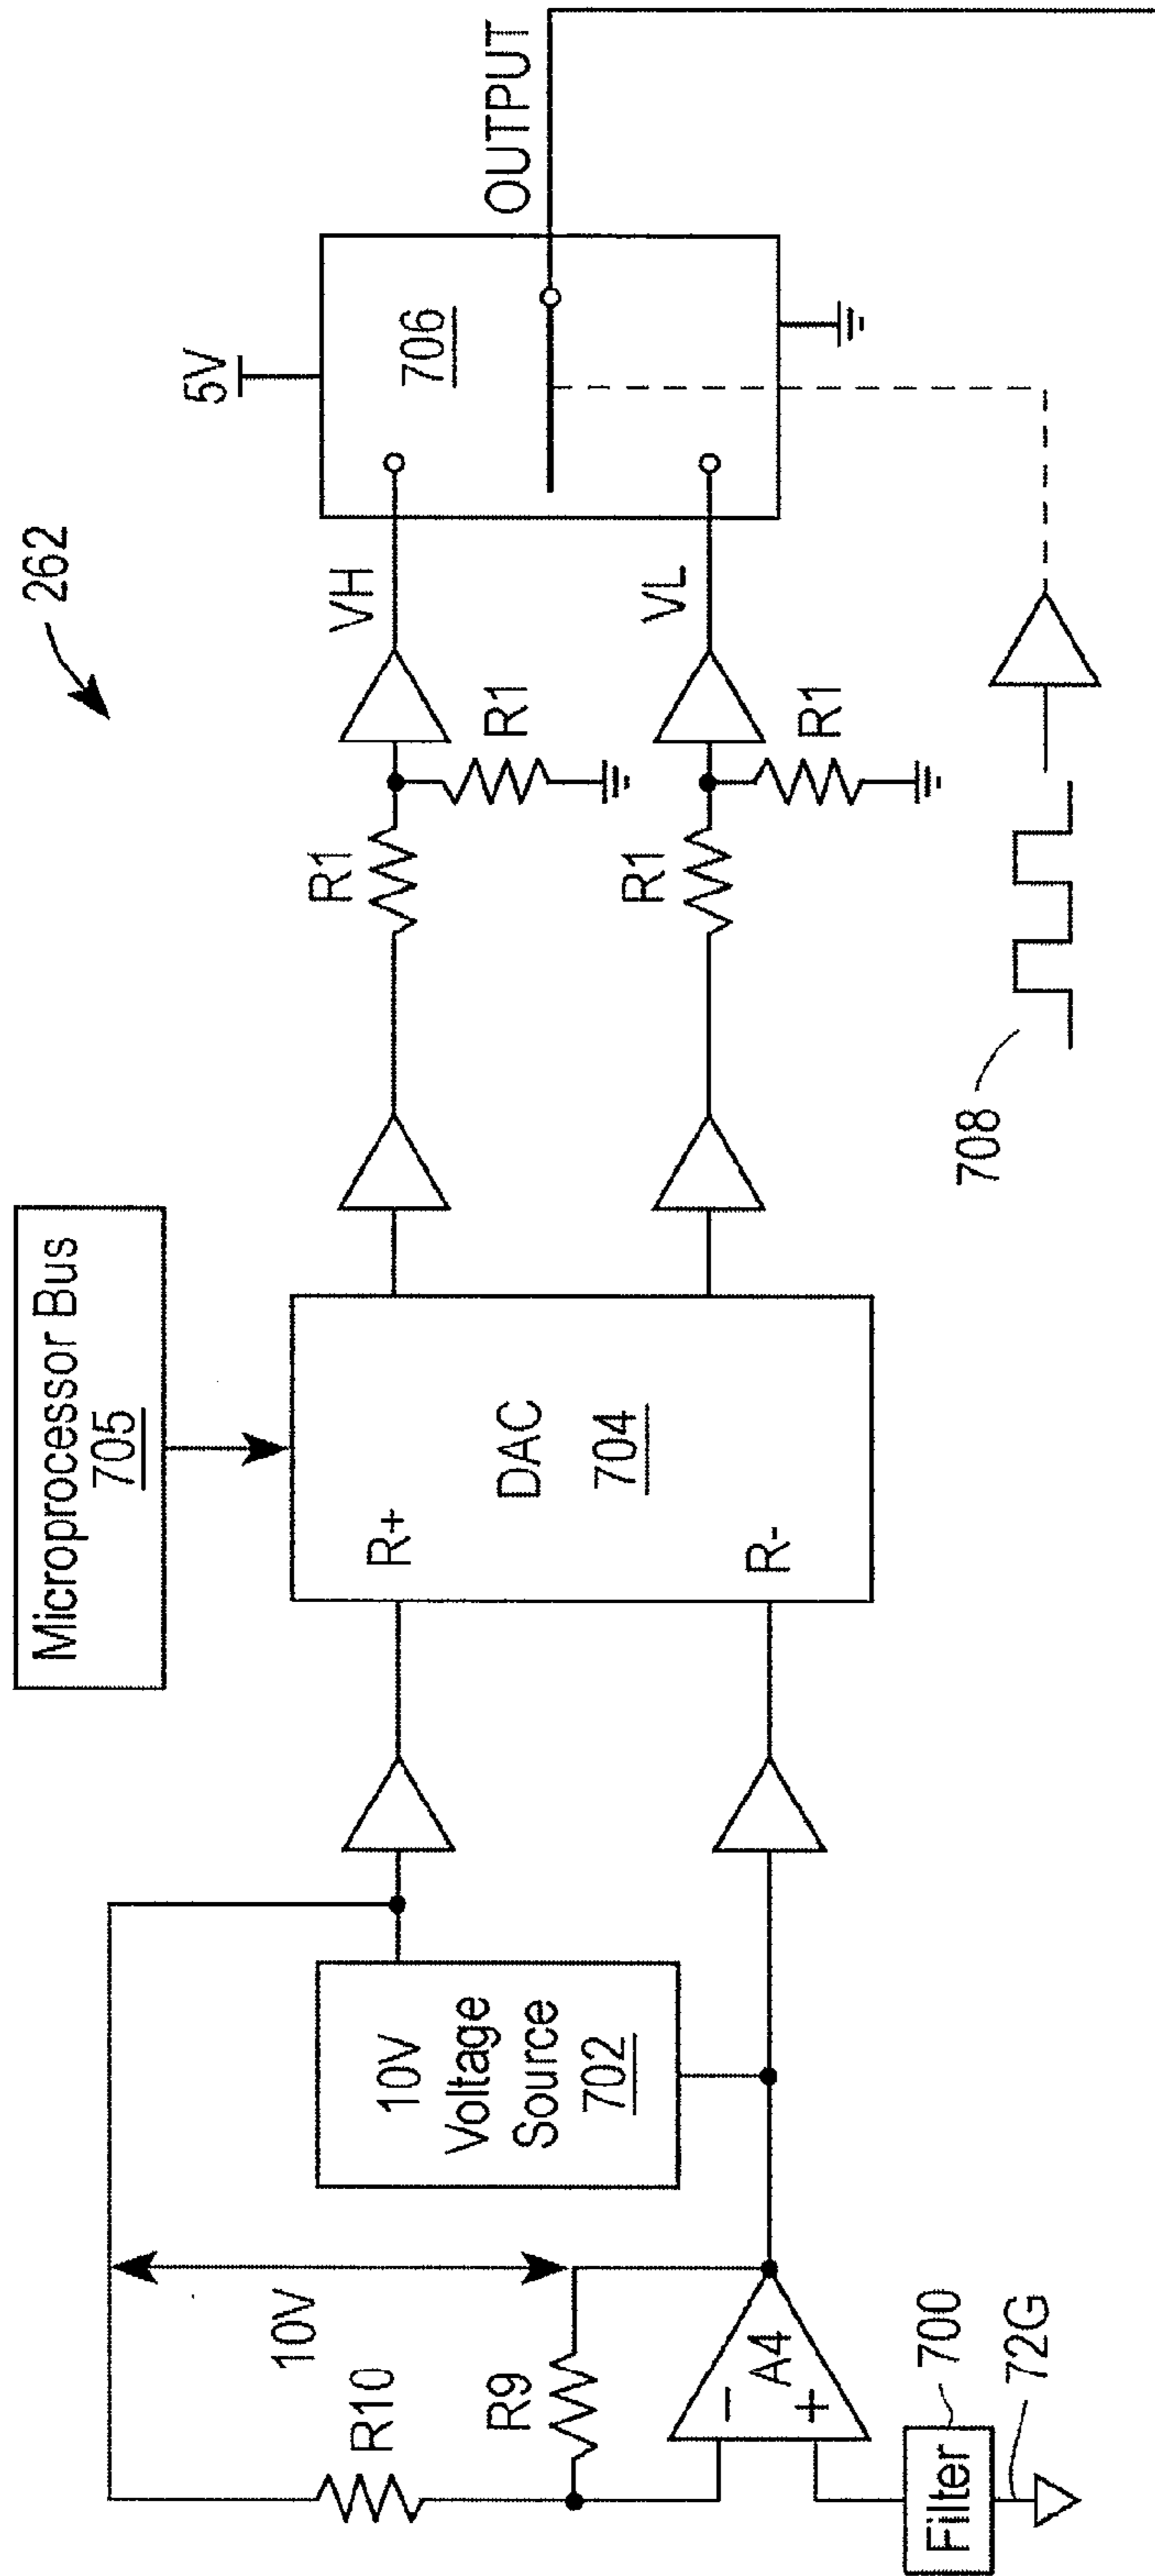 262
Microprocessor Bus
705
5V
706
OUTPUT
VH
VL
R1
R1
R1
R1
R+
DAC
704
R-
708
10V
Voltage
Source
702
10V
R10
R9
A4
−
+
Filter
700
72G